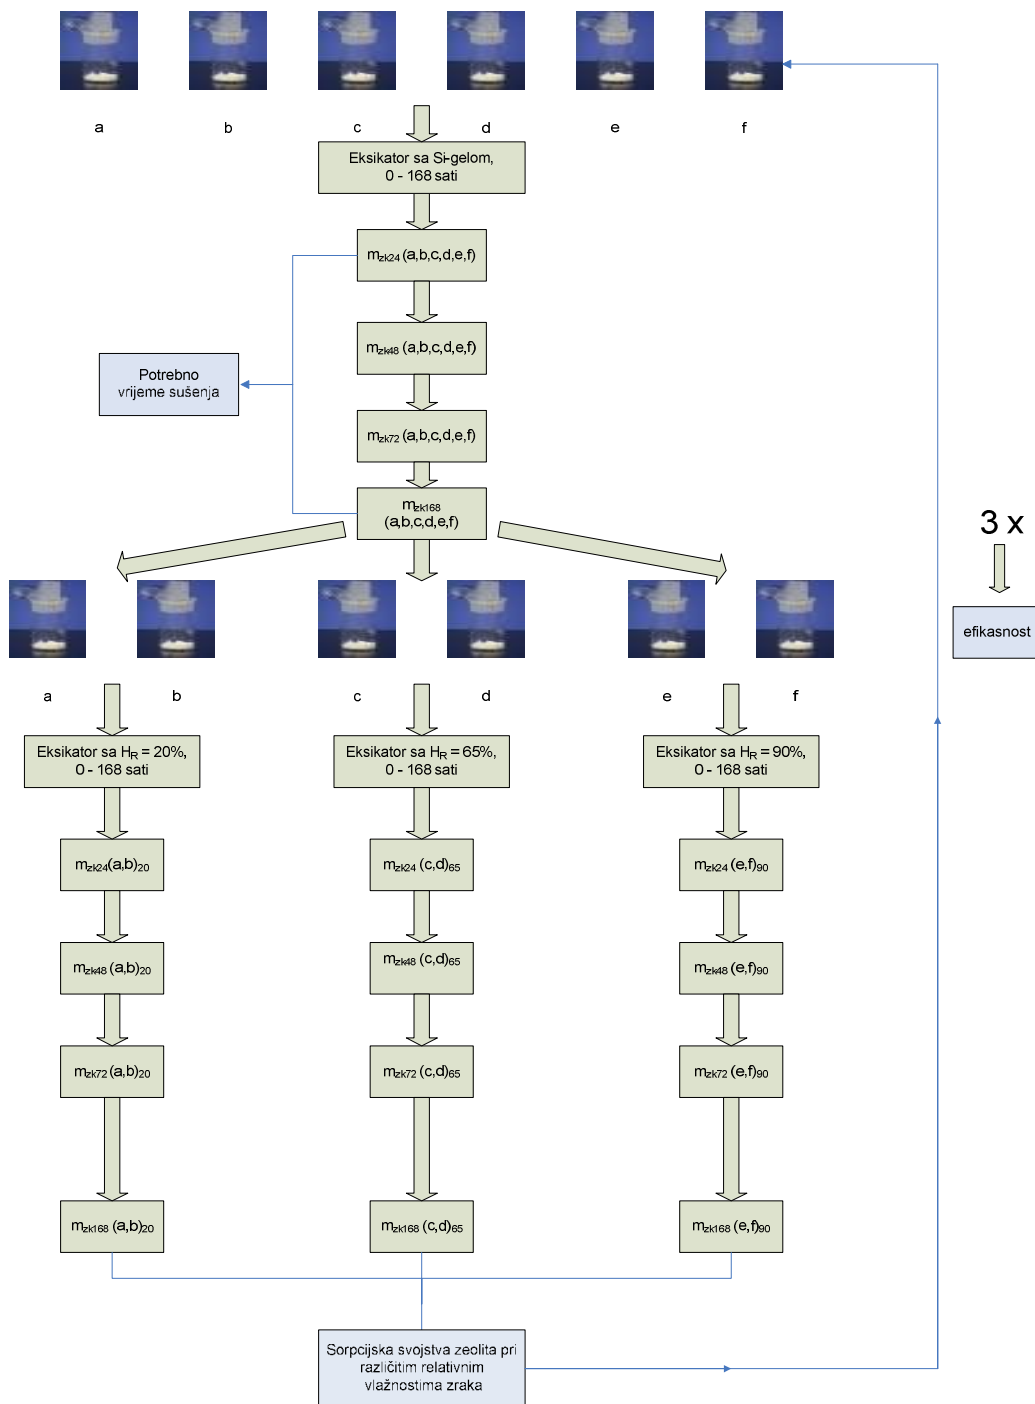 a b c d e f
Eksikator sa Si-gelom,
0 - 168 sati
mzk24 (a,b,c,d,e,f)
mzk48 (a,b,c,d,e,f)
Potrebno
vrijeme sušenja
mzk72 (a,b,c,d,e,f)
mzk168
(a,b,c,d,e,f)
3 x
efikasnost
a b c d e f
Eksikator sa HR = 20%,
0 - 168 sati
Eksikator sa HR = 65%,
0 - 168 sati
Eksikator sa HR = 90%,
0 - 168 sati
mzk24(a,b)20
mzk24 (c,d)65
mzk24 (e,f)90
mzk48 (a,b)20
mzk48 (c,d)65
mzk48 (e,f)90
mzk72 (a,b)20
mzk72 (c,d)65
mzk72 (e,f)90
mzk168 (a,b)20
mzk168 (c,d)65
mzk168 (e,f)90
Sorpcijska svojstva zeolita pri
različitim relativnim
vlažnostima zraka